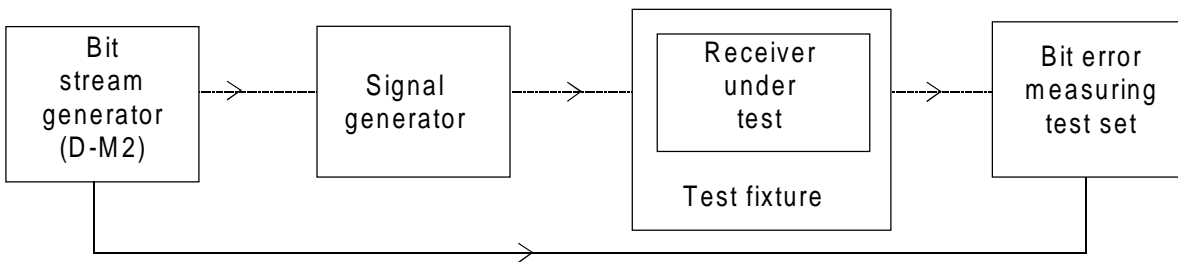 Bit
stream
generator
(D-M2)
Signal
generator
Receiver
under
test
Test fixture
Bit error
measuring
test set